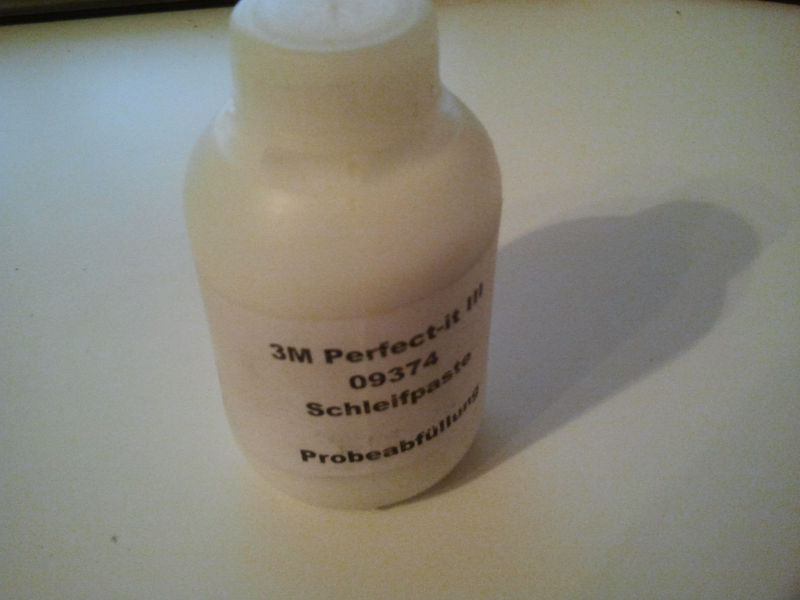 3M Perfect-it III
09374
Schleifpaste
Probeabfüllung